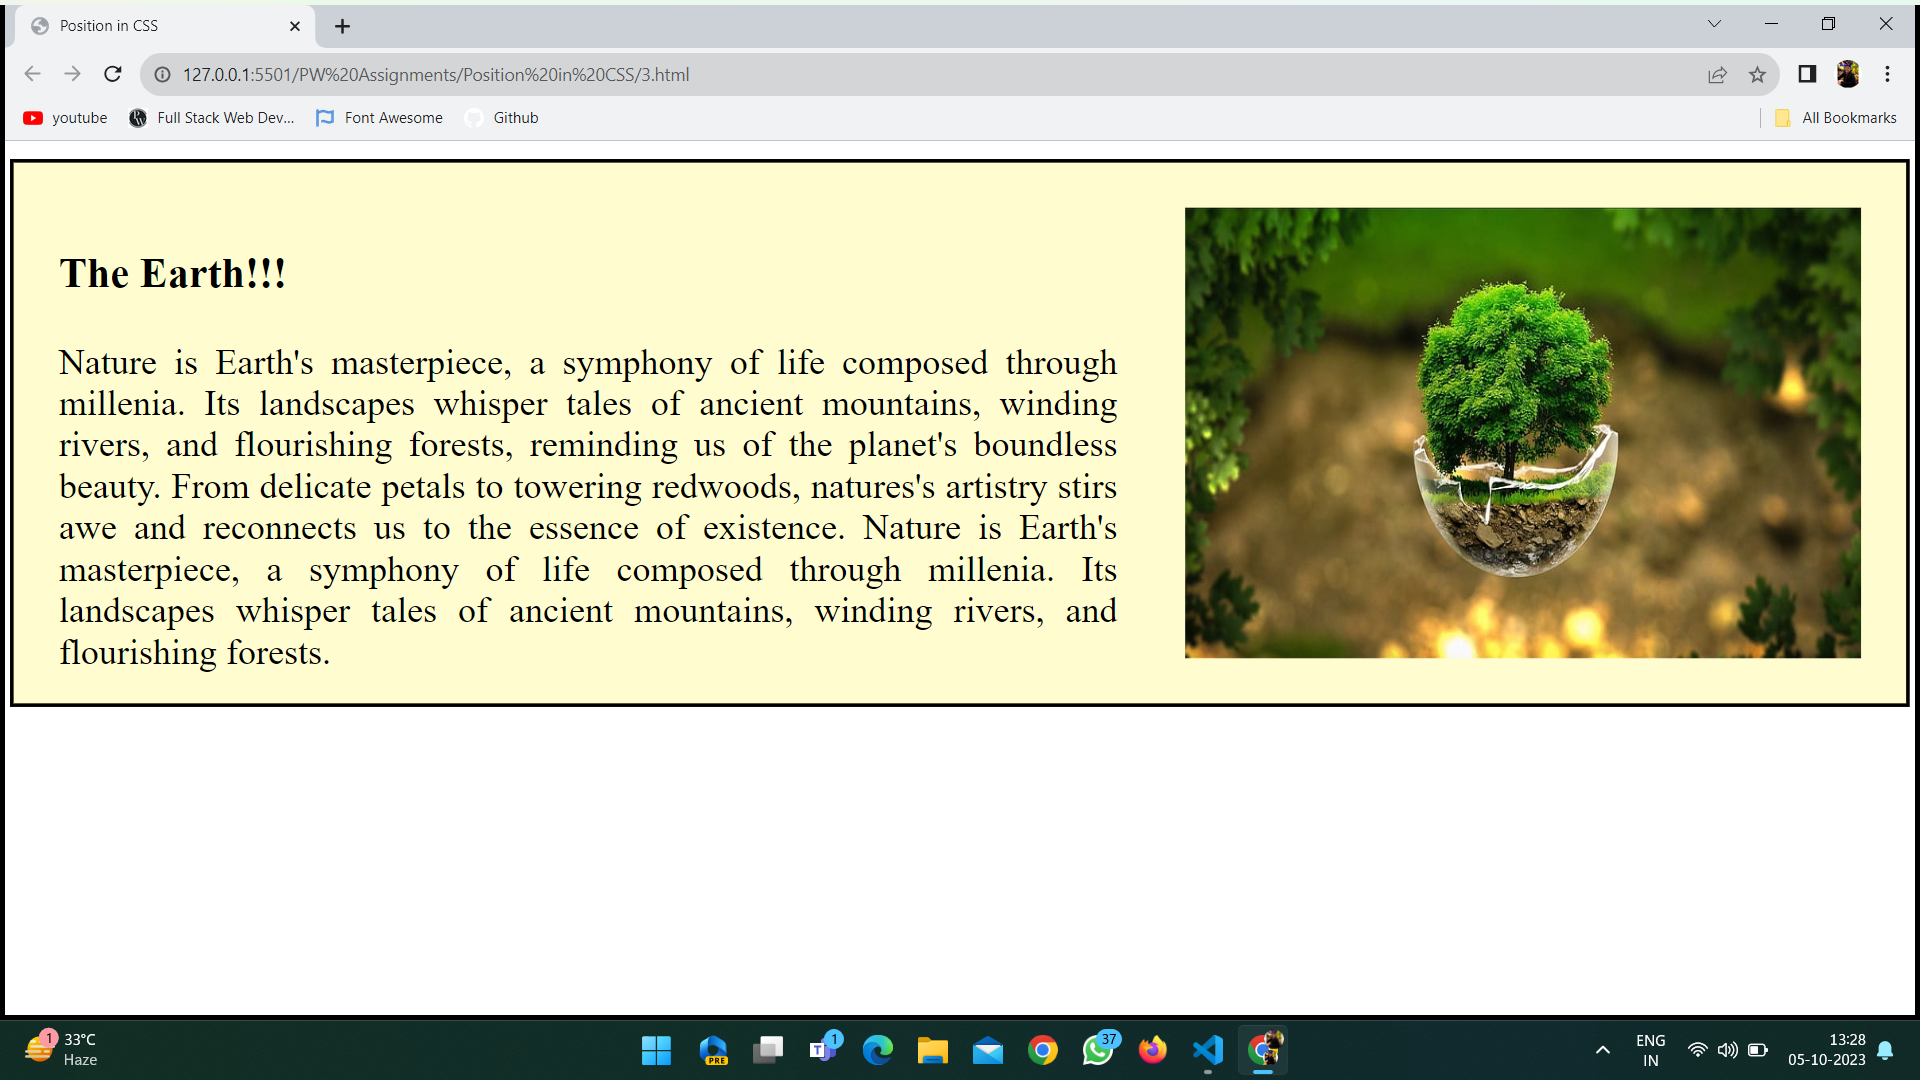 Position in CSS
127.0.0.1:5501/PW%20Assignments/Position%20in%20CSS/3.html
youtube
Full Stack Web Dev...
Font Awesome
Github
All Bookmarks
The Earth!!!
Nature is Earth's masterpiece, a symphony of life composed through
millenia. Its landscapes whisper tales of ancient mountains, winding
rivers, and flourishing forests, reminding us of the planet's boundless
beauty. From delicate petals to towering redwoods, natures's artistry stirs
awe and reconnects us to the essence of existence. Nature is Earth's
masterpiece, a symphony of life composed through millenia. Its
landscapes whisper tales of ancient mountains, winding rivers, and
flourishing forests.
1
33°C
Haze
PRE
T
1
37
ENG
IN
13:28
05-10-2023